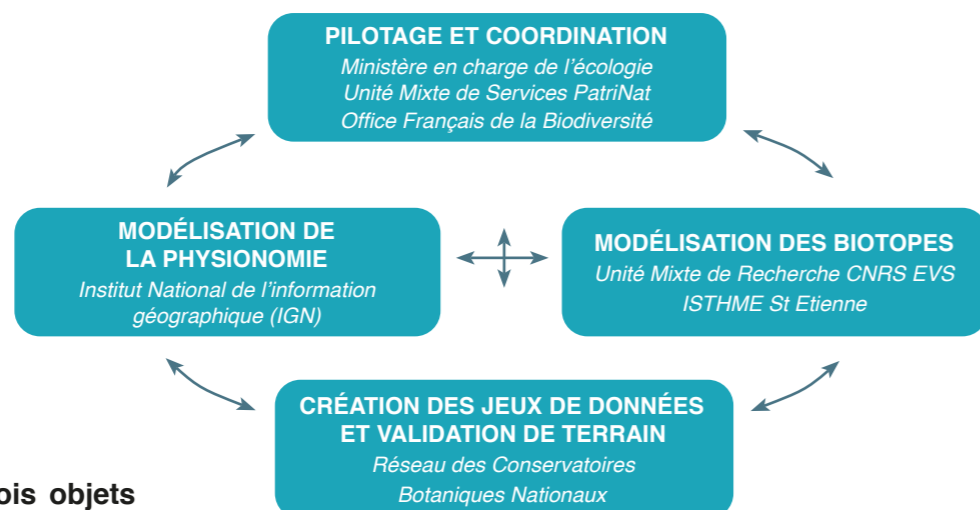 PILOTAGE ET COORDINATION
Ministère en charge de l’écologie
Unité Mixte de Services PatriNat
Office Français de la Biodiversité
MODÉLISATION DE
LA PHYSIONOMIE
Institut National de l’information
géographique (IGN)
MODÉLISATION DES BIOTOPES
Unité Mixte de Recherche CNRS EVS
ISTHME St Etienne
CRÉATION DES JEUX DE DONNÉES
ET VALIDATION DE TERRAIN
Réseau des Conservatoires
Botaniques Nationaux
ois objets